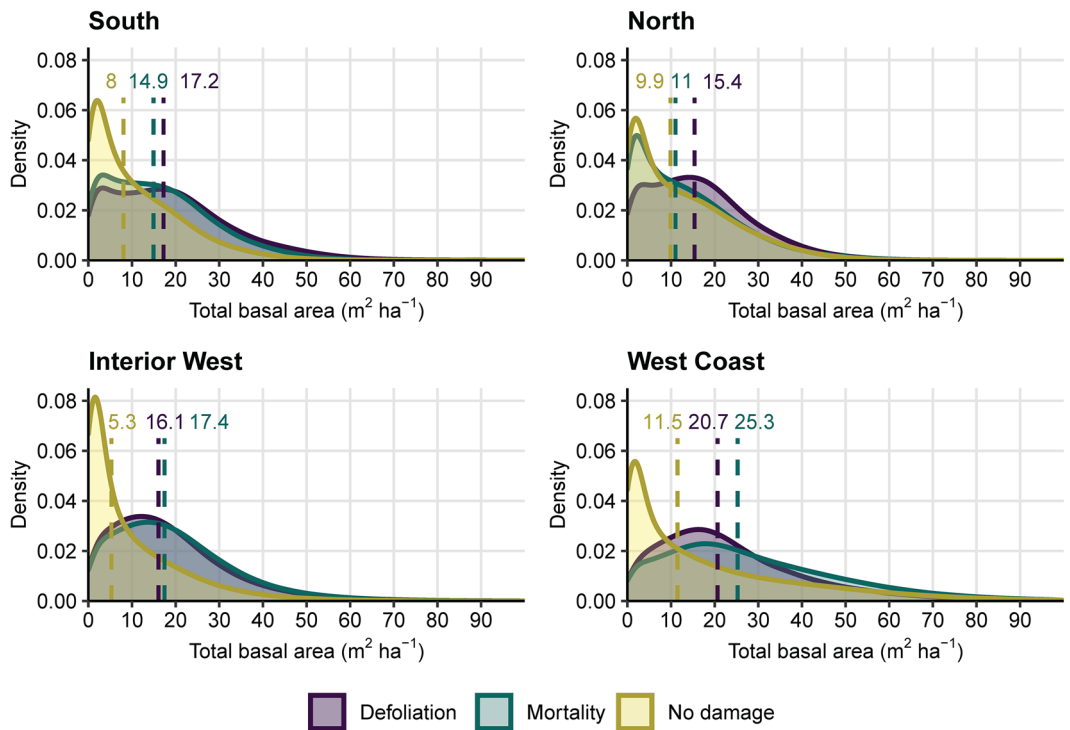 South
0.08
0.06
0.04
0.02
0.00
Density
8 14.9 17.2
0 10 20 30 40 50 60 70 80 90
Total basal area (m² ha⁻¹)
North
0.08
0.06
0.04
0.02
0.00
Density
9.9 11 15.4
0 10 20 30 40 50 60 70 80 90
Total basal area (m² ha⁻¹)
Interior West
0.08
0.06
0.04
0.02
0.00
Density
5.3 16.1 17.4
0 10 20 30 40 50 60 70 80 90
Total basal area (m² ha⁻¹)
West Coast
0.08
0.06
0.04
0.02
0.00
Density
11.5 20.7 25.3
0 10 20 30 40 50 60 70 80 90
Total basal area (m² ha⁻¹)
Defoliation Mortality No damage